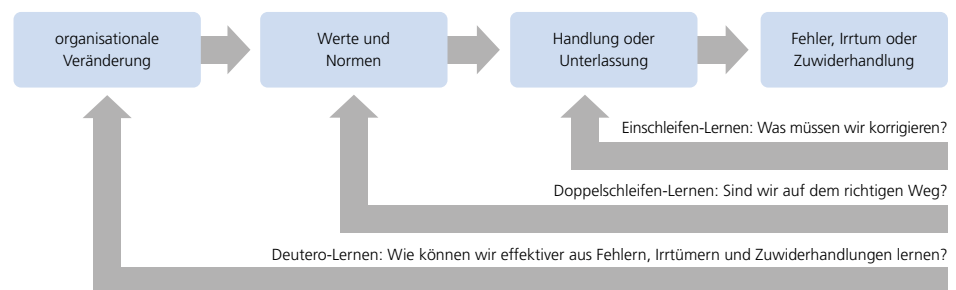 organisationale
Veränderung
Werte und
Normen
Handlung oder
Unterlassung
Fehler, Irrtum oder
Zuwiderhandlung
Einschleifen-Lernen: Was müssen wir korrigieren?
Doppelschleifen-Lernen: Sind wir auf dem richtigen Weg?
Deutero-Lernen: Wie können wir effektiver aus Fehlern, Irrtümern und Zuwiderhandlungen lernen?